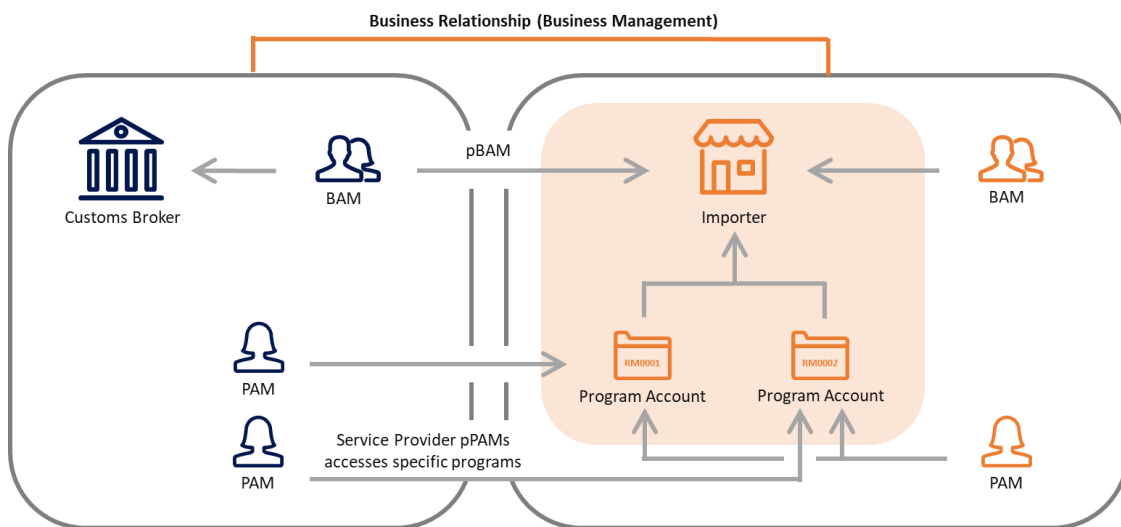 Business Relationship (Business Management)
pBAM
Customs Broker
BAM
Importer
BAM
RM0001
RM0002
PAM
Program Account
Program Account
Service Provider pPAMs
accesses specific programs
PAM
PAM